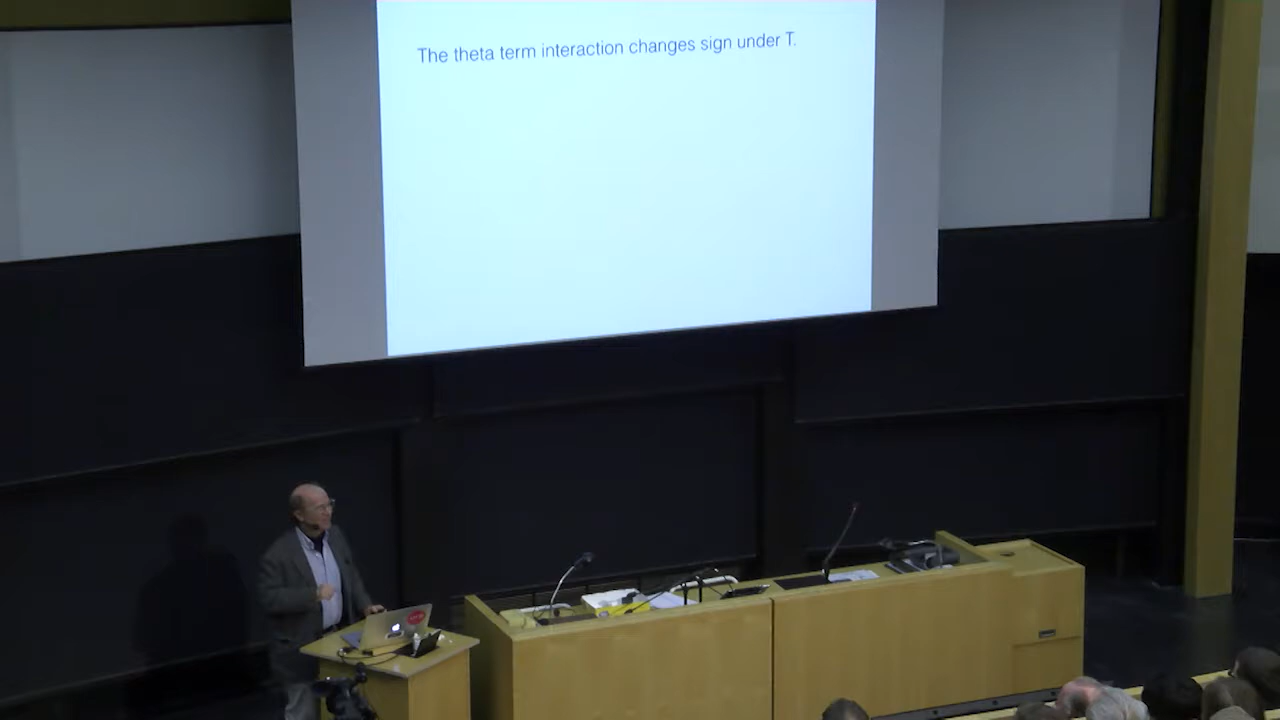 The theta term interaction changes sign under T.